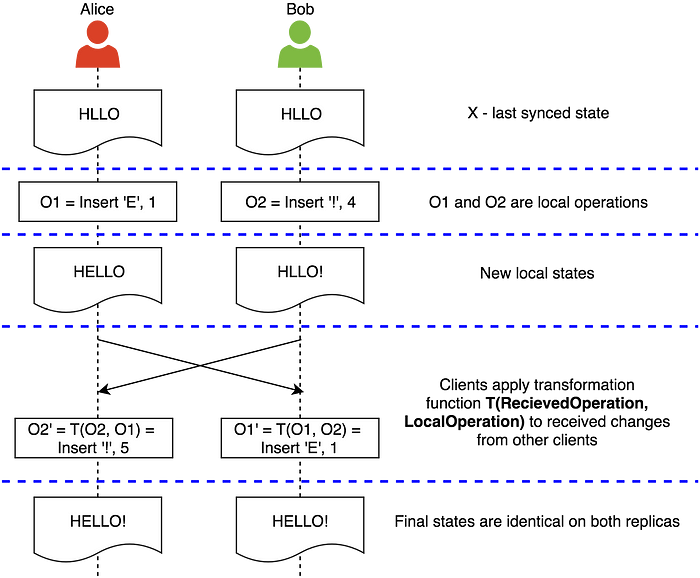 Alice
Bob
HLLO
HLLO
X - last synced state
O1 = Insert 'E', 1
O2 = Insert '!', 4
O1 and O2 are local operations
HELLO
HLLO!
New local states
Clients apply transformation
function T(RecievedOperation,
LocalOperation) to received changes
from other clients
O2' = T(O2, O1) =
Insert '!', 5
O1' = T(O1, O2) =
Insert 'E', 1
HELLO!
HELLO!
Final states are identical on both replicas